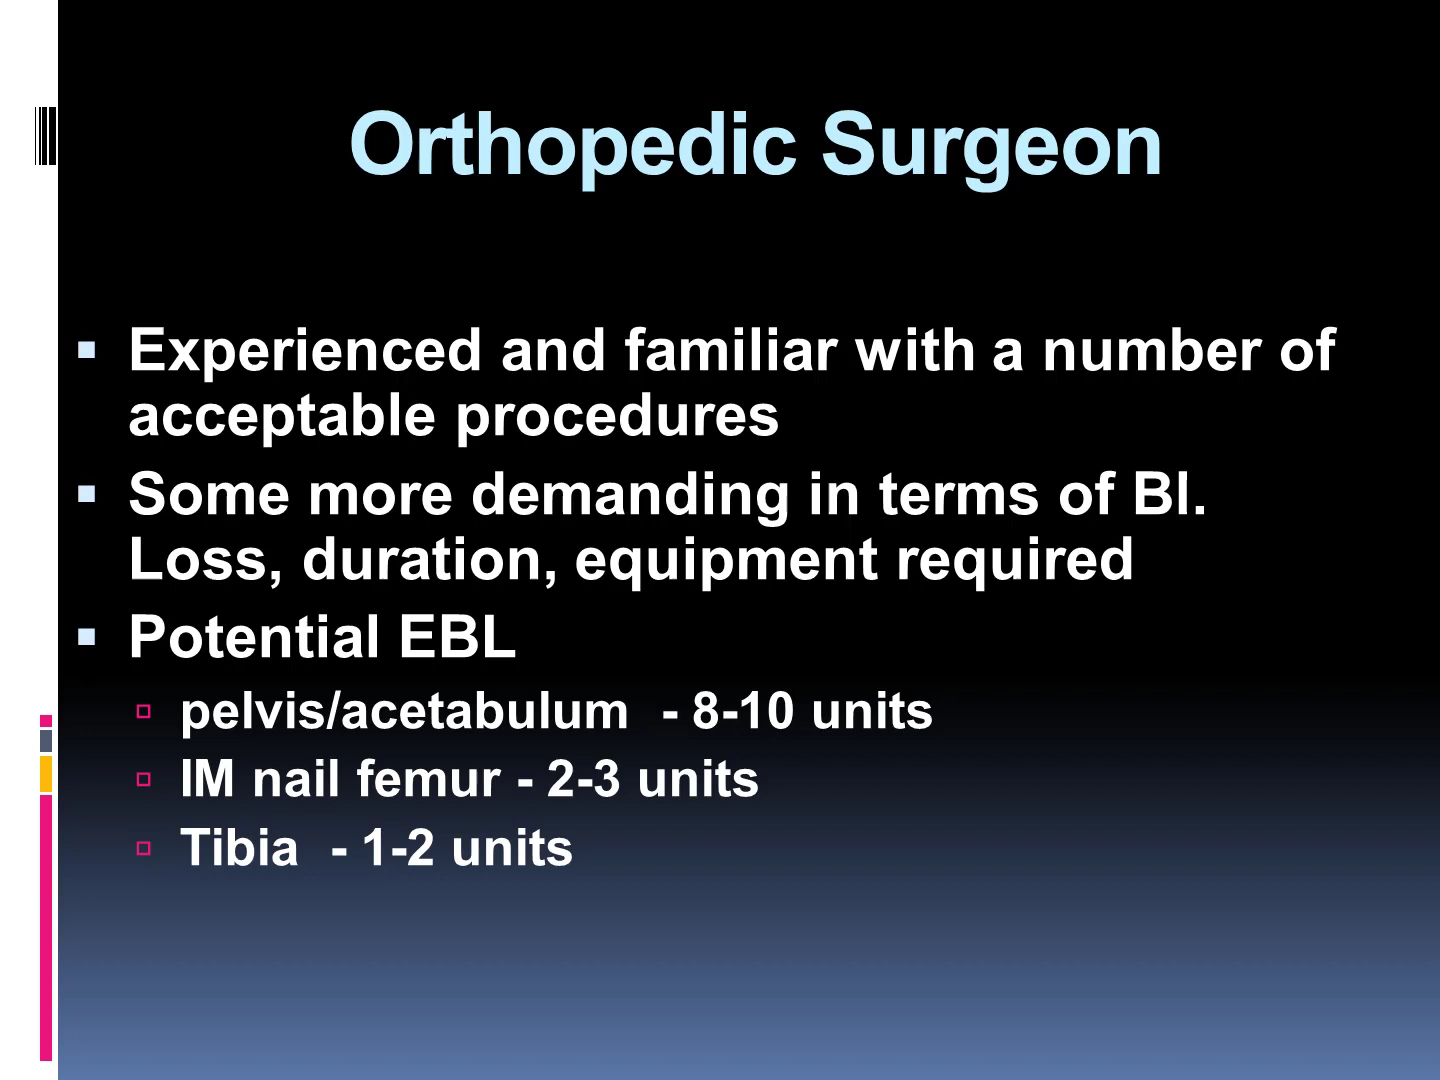 Orthopedic Surgeon
▪ Experienced and familiar with a number of
acceptable procedures
▪ Some more demanding in terms of Bl.
Loss, duration, equipment required
▪ Potential EBL
▫ pelvis/acetabulum - 8-10 units
▫ IM nail femur - 2-3 units
▫ Tibia - 1-2 units